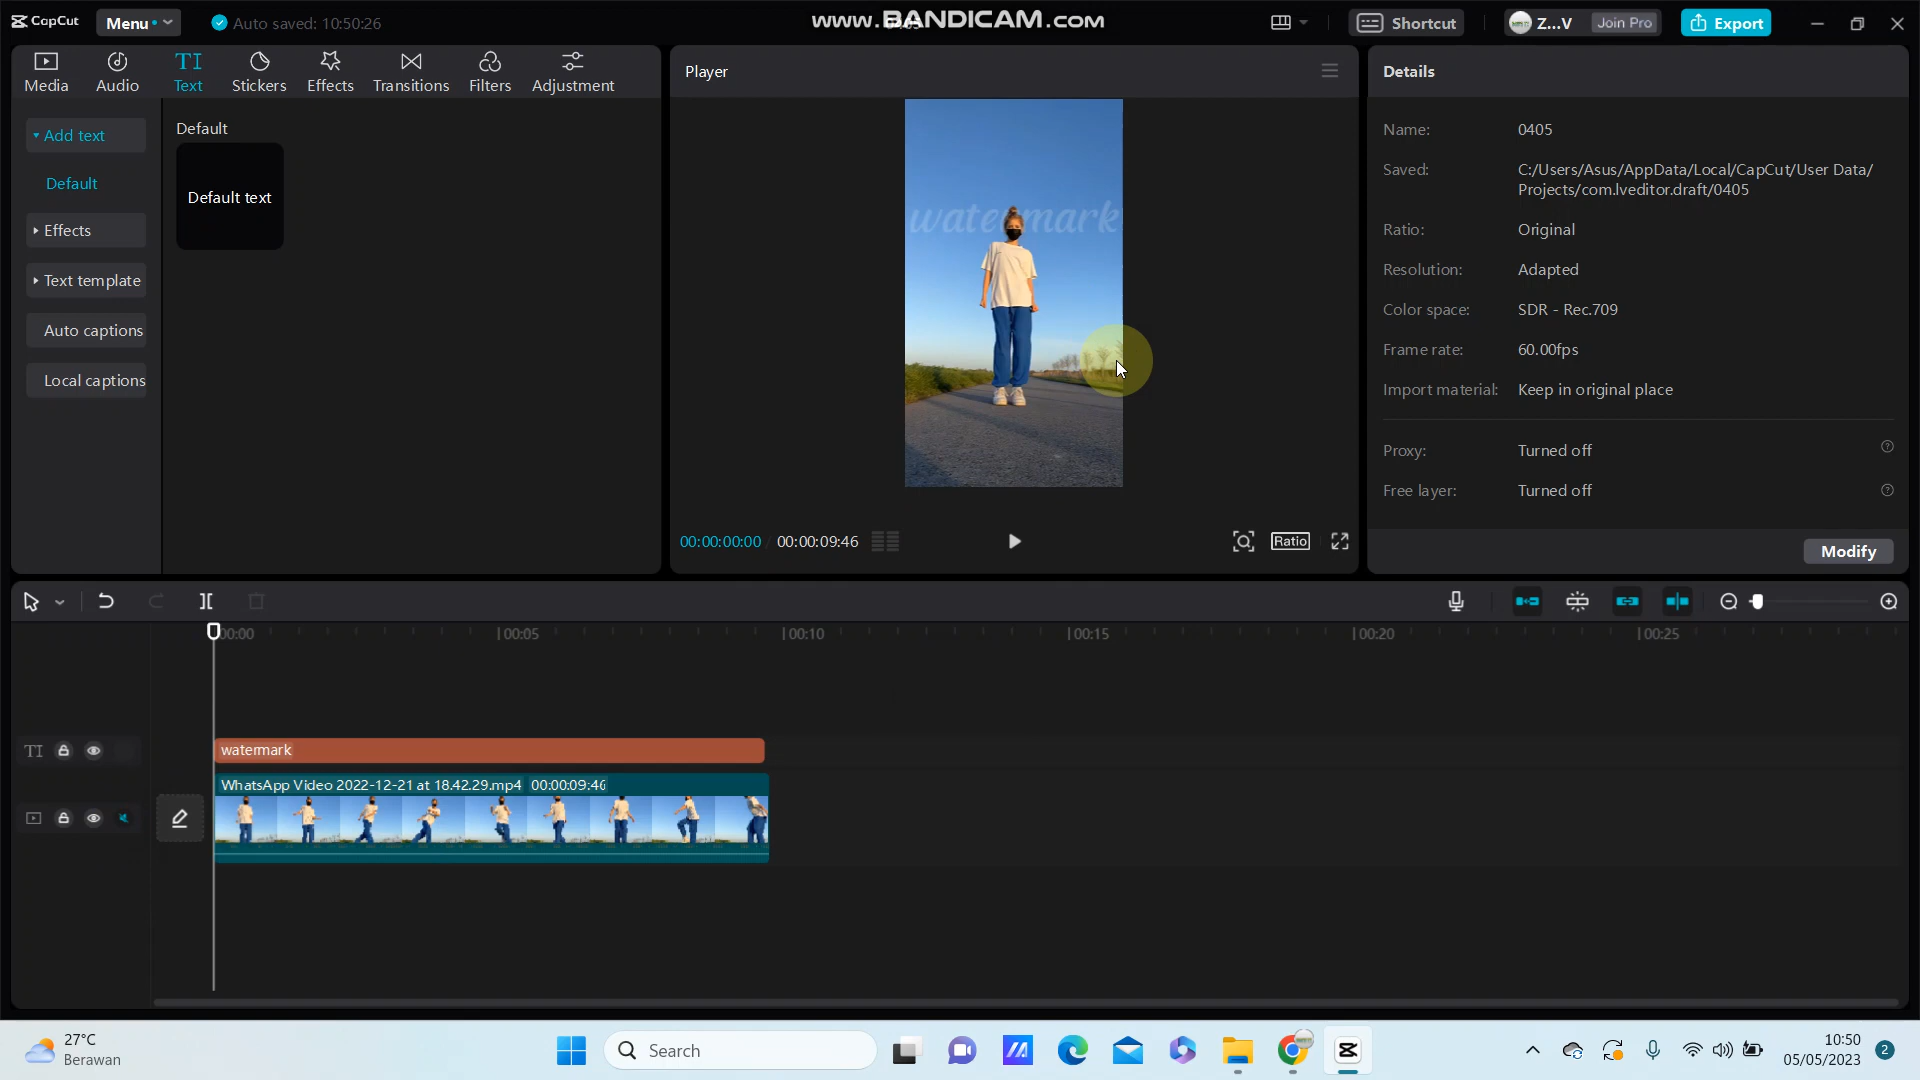 CapCut
Menu
Auto saved: 10:50:26
www.BANDICAM.com
Shortcut
Z...V
Join Pro
Export
Media
Audio
TI
Text
Stickers
Effects
Transitions
Filters
Adjustment
Player
Details
Add text
Default
Effects
Text template
Auto captions
Local captions
Default
Default text
watermark
Name: 0405
Saved: C:/Users/Asus/AppData/Local/CapCut/User Data/
Projects/com.lveditor.draft/0405
Ratio: Original
Resolution: Adapted
Color space: SDR - Rec.709
Frame rate: 60.00fps
Import material: Keep in original place
Proxy: Turned off
Free layer: Turned off
Modify
00:00:00:00 / 00:00:09:46
Ratio
00:00
00:05
00:10
00:15
00:20
00:25
TI
watermark
WhatsApp Video 2022-12-21 at 18.42.29.mp4 00:00:09:46
27°C
Berawan
Search
10:50
05/05/2023
2